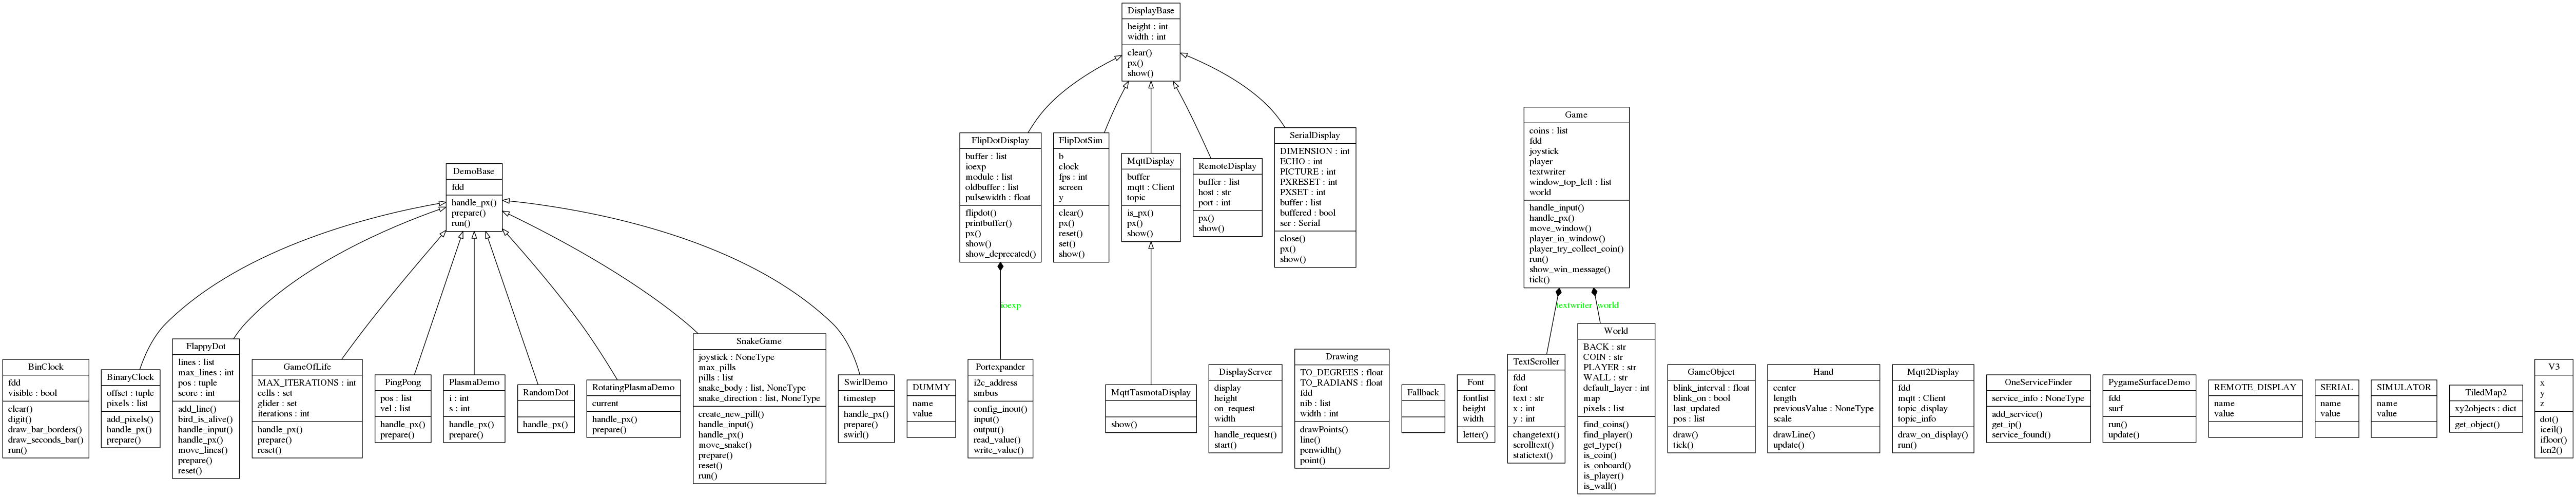 DisplayBase
height : int
width : int
clear()
px()
show()
FlipDotDisplay
buffer : list
ioexp
module : list
oldbuffer : list
pulsewidth : float
flipdot()
printbuffer()
px()
show()
show_deprecated()
FlipDotSim
b
clock
fps : int
screen
y
clear()
px()
reset()
set()
show()
MqttDisplay
buffer
mqtt : Client
topic
is_px()
px()
show()
RemoteDisplay
buffer : list
host : str
port : int
px()
show()
SerialDisplay
DIMENSION : int
ECHO : int
PICTURE : int
PXRESET : int
PXSET : int
buffer : list
buffered : bool
ser : Serial
close()
px()
show()
Game
coins : list
fdd
joystick
player
textwriter
window_top_left : list
world
handle_input()
handle_px()
move_window()
player_in_window()
player_try_collect_coin()
run()
show_win_message()
tick()
DemoBase
fdd
handle_px()
prepare()
run()
ioexp
textwriter
world
BinClock
fdd
visible : bool
clear()
digit()
draw_bar_borders()
draw_seconds_bar()
run()
BinaryClock
offset : tuple
pixels : list
add_pixels()
handle_px()
prepare()
FlappyDot
lines : list
max_lines : int
pos : tuple
score : int
add_line()
bird_is_alive()
handle_input()
handle_px()
move_lines()
prepare()
reset()
GameOfLife
MAX_ITERATIONS : int
cells : set
glider : set
iterations : int
handle_px()
prepare()
reset()
PingPong
pos : list
vel : list
handle_px()
prepare()
PlasmaDemo
i : int
s : int
handle_px()
prepare()
RandomDot
handle_px()
RotatingPlasmaDemo
current
handle_px()
prepare()
SnakeGame
joystick : NoneType
max_pills
pills : list
snake_body : list, NoneType
snake_direction : list, NoneType
create_new_pill()
handle_input()
handle_px()
move_snake()
prepare()
reset()
run()
SwirlDemo
timestep
handle_px()
prepare()
swirl()
DUMMY
name
value
Portexpander
i2c_address
smbus
config_inout()
input()
output()
read_value()
write_value()
MqttTasmotaDisplay
show()
DisplayServer
display
height
on_request
width
handle_request()
start()
Drawing
TO_DEGREES : float
TO_RADIANS : float
fdd
nib : list
width : int
drawPoints()
line()
penwidth()
point()
Fallback
Font
fontlist
height
width
letter()
TextScroller
fdd
font
text : str
x : int
y : int
changetext()
scrolltext()
statictext()
World
BACK : str
COIN : str
PLAYER : str
WALL : str
default_layer : int
map
pixels : list
find_coins()
find_player()
get_type()
is_coin()
is_onboard()
is_player()
is_wall()
GameObject
blink_interval : float
blink_on : bool
last_updated
pos : list
draw()
tick()
Hand
center
length
previousValue : NoneType
scale
drawLine()
update()
Mqtt2Display
fdd
mqtt : Client
topic_display
topic_info
draw_on_display()
run()
OneServiceFinder
service_info : NoneType
add_service()
get_ip()
service_found()
PygameSurfaceDemo
fdd
surf
run()
update()
REMOTE_DISPLAY
name
value
SERIAL
name
value
SIMULATOR
name
value
TiledMap2
xy2objects : dict
get_object()
V3
x
y
z
dot()
iceil()
ifloor()
len2()